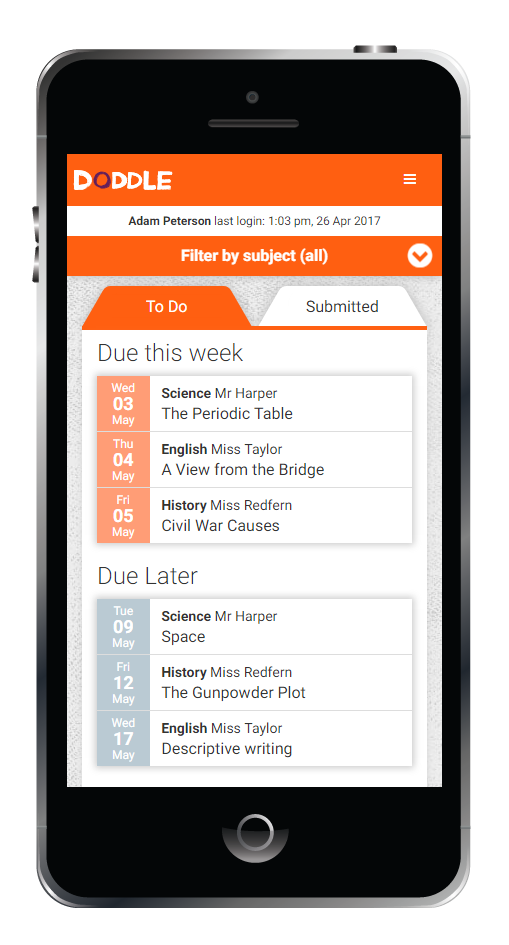 DODDLE
Adam Peterson last login: 1:03 pm, 26 Apr 2017
Filter by subject (all)
To Do
Submitted
Due this week
Wed
03
May
Science Mr Harper
The Periodic Table
Thu
04
May
English Miss Taylor
A View from the Bridge
Fri
05
May
History Miss Redfern
Civil War Causes
Due Later
Tue
09
May
Science Mr Harper
Space
Fri
12
May
History Miss Redfern
The Gunpowder Plot
Wed
17
May
English Miss Taylor
Descriptive writing